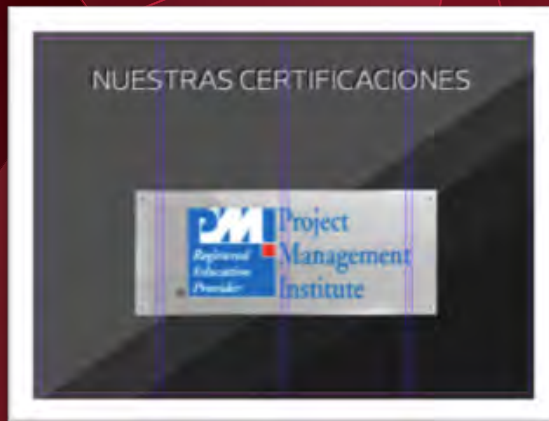 NUESTRAS CERTIFICACIONES
PMI
Registered
Education
Provider
Project
Management
Institute